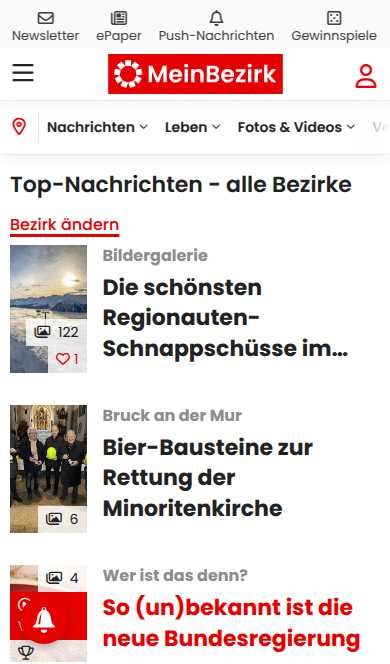 Newsletter ePaper Push-Nachrichten Gewinnspiele
MeinBezirk
Nachrichten Leben Fotos & Videos
Top-Nachrichten - alle Bezirke
Bezirk ändern
Bildergalerie
Die schönsten
Regionauten-
Schnappschüsse im...
122
1
Bruck an der Mur
Bier-Bausteine zur
Rettung der
Minoritenkirche
6
Wer ist das denn?
So (un)bekannt ist die
neue Bundesregierung
4